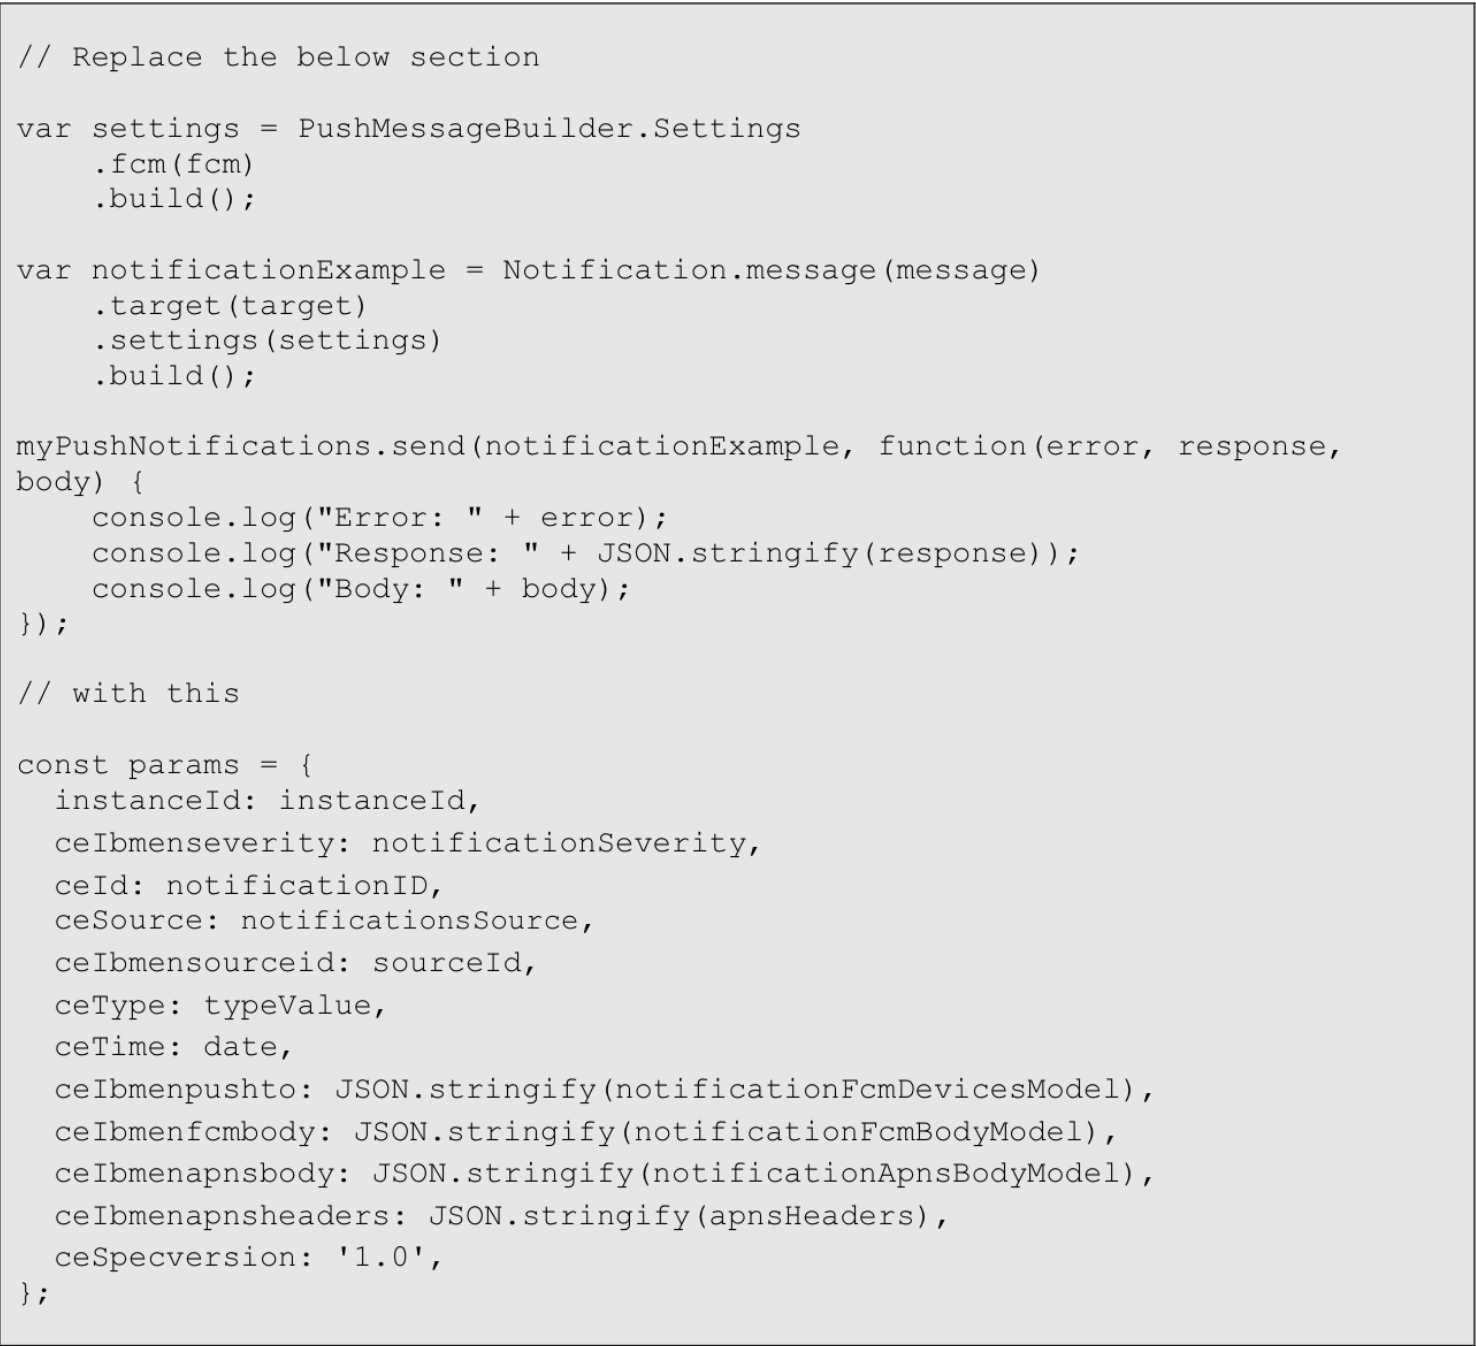 // Replace the below section
var settings = PushMessageBuilder.Settings
.fcm(fcm)
.build();
var notificationExample = Notification.message(message)
.target(target)
.settings(settings)
.build();
myPushNotifications.send(notificationExample, function(error, response,
body) {
console.log("Error: " + error);
console.log("Response: " + JSON.stringify(response));
console.log("Body: " + body);
});
// with this
const params = {
instanceId: instanceId,
ceIbmenseverity: notificationSeverity,
ceId: notificationID,
ceSource: notificationsSource,
ceIbmensourceid: sourceId,
ceType: typeValue,
ceTime: date,
ceIbmenpushto: JSON.stringify(notificationFcmDevicesModel),
ceIbmenfcmbody: JSON.stringify(notificationFcmBodyModel),
ceIbmenapnsbody: JSON.stringify(notificationApnsBodyModel),
ceIbmenapnsheaders: JSON.stringify(apnsHeaders),
ceSpecversion: '1.0',
};